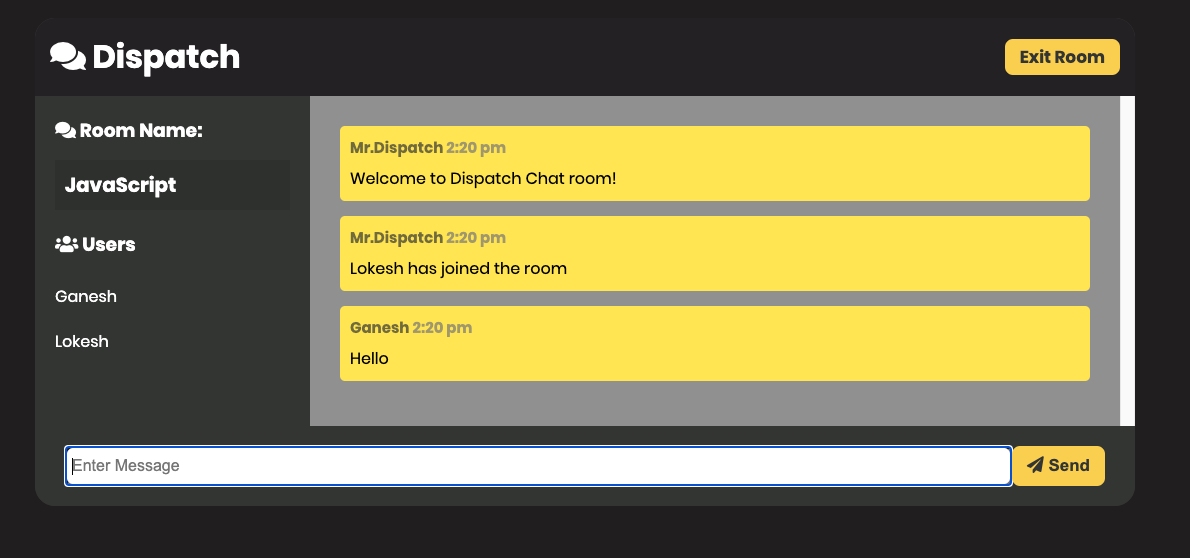 Dispatch
Exit Room
Room Name:
JavaScript
Users
Ganesh
Lokesh
Mr.Dispatch 2:20 pm
Welcome to Dispatch Chat room!
Mr.Dispatch 2:20 pm
Lokesh has joined the room
Ganesh 2:20 pm
Hello
Enter Message
Send